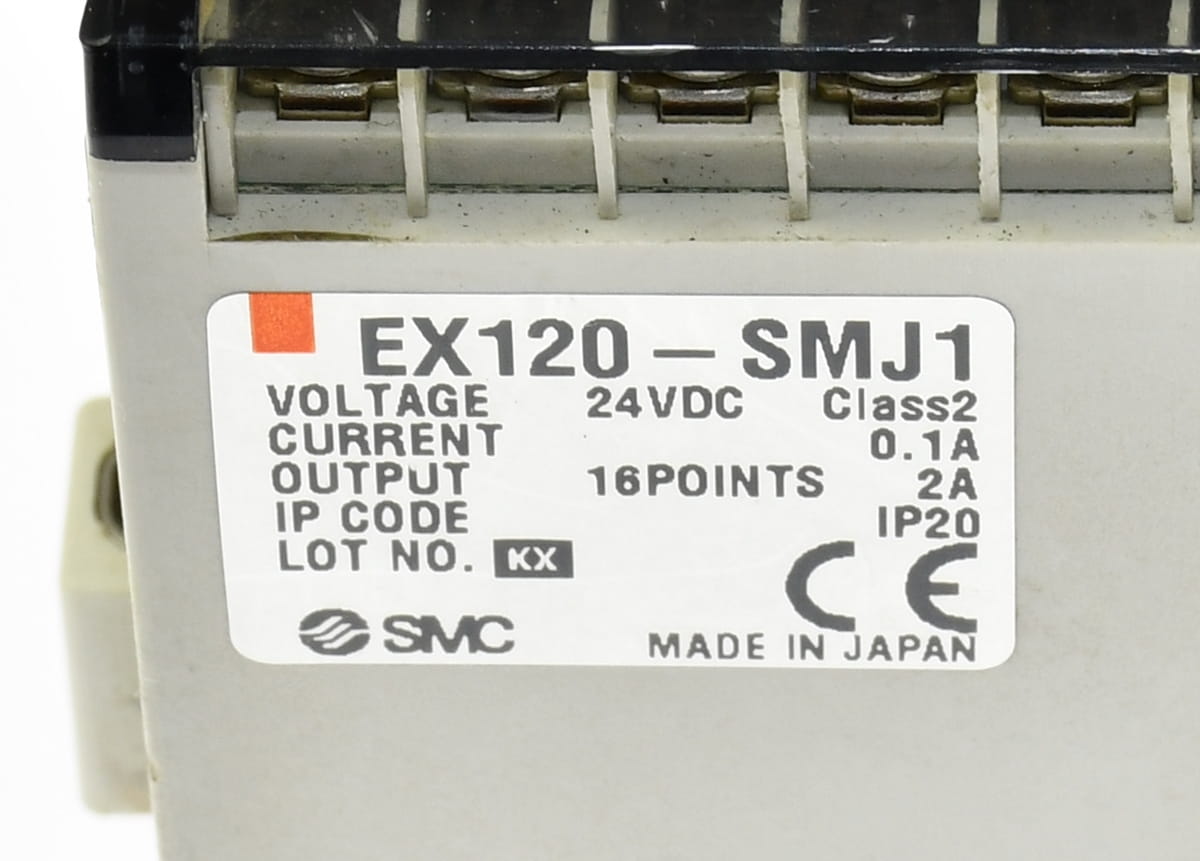 EX120-SMJ1
VOLTAGE 24VDC Class2
CURRENT 0.1A
OUTPUT 16POINTS 2A
IP CODE IP20
LOT NO. KX
CE
SMC MADE IN JAPAN